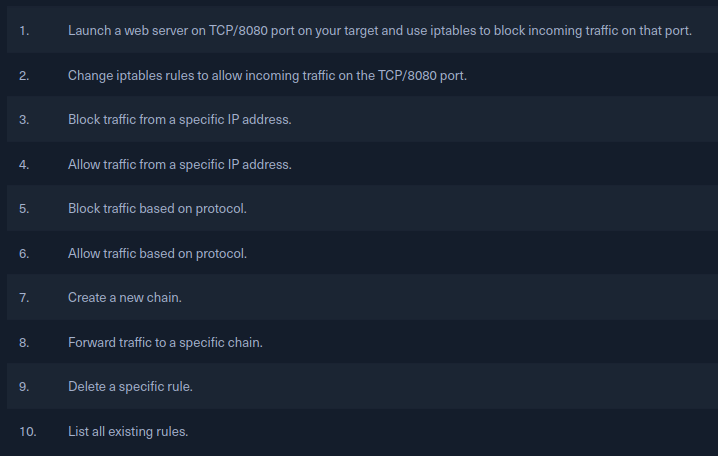 1. Launch a web server on TCP/8080 port on your target and use iptables to block incoming traffic on that port.
2. Change iptables rules to allow incoming traffic on the TCP/8080 port.
3. Block traffic from a specific IP address.
4. Allow traffic from a specific IP address.
5. Block traffic based on protocol.
6. Allow traffic based on protocol.
7. Create a new chain.
8. Forward traffic to a specific chain.
9. Delete a specific rule.
10. List all existing rules.